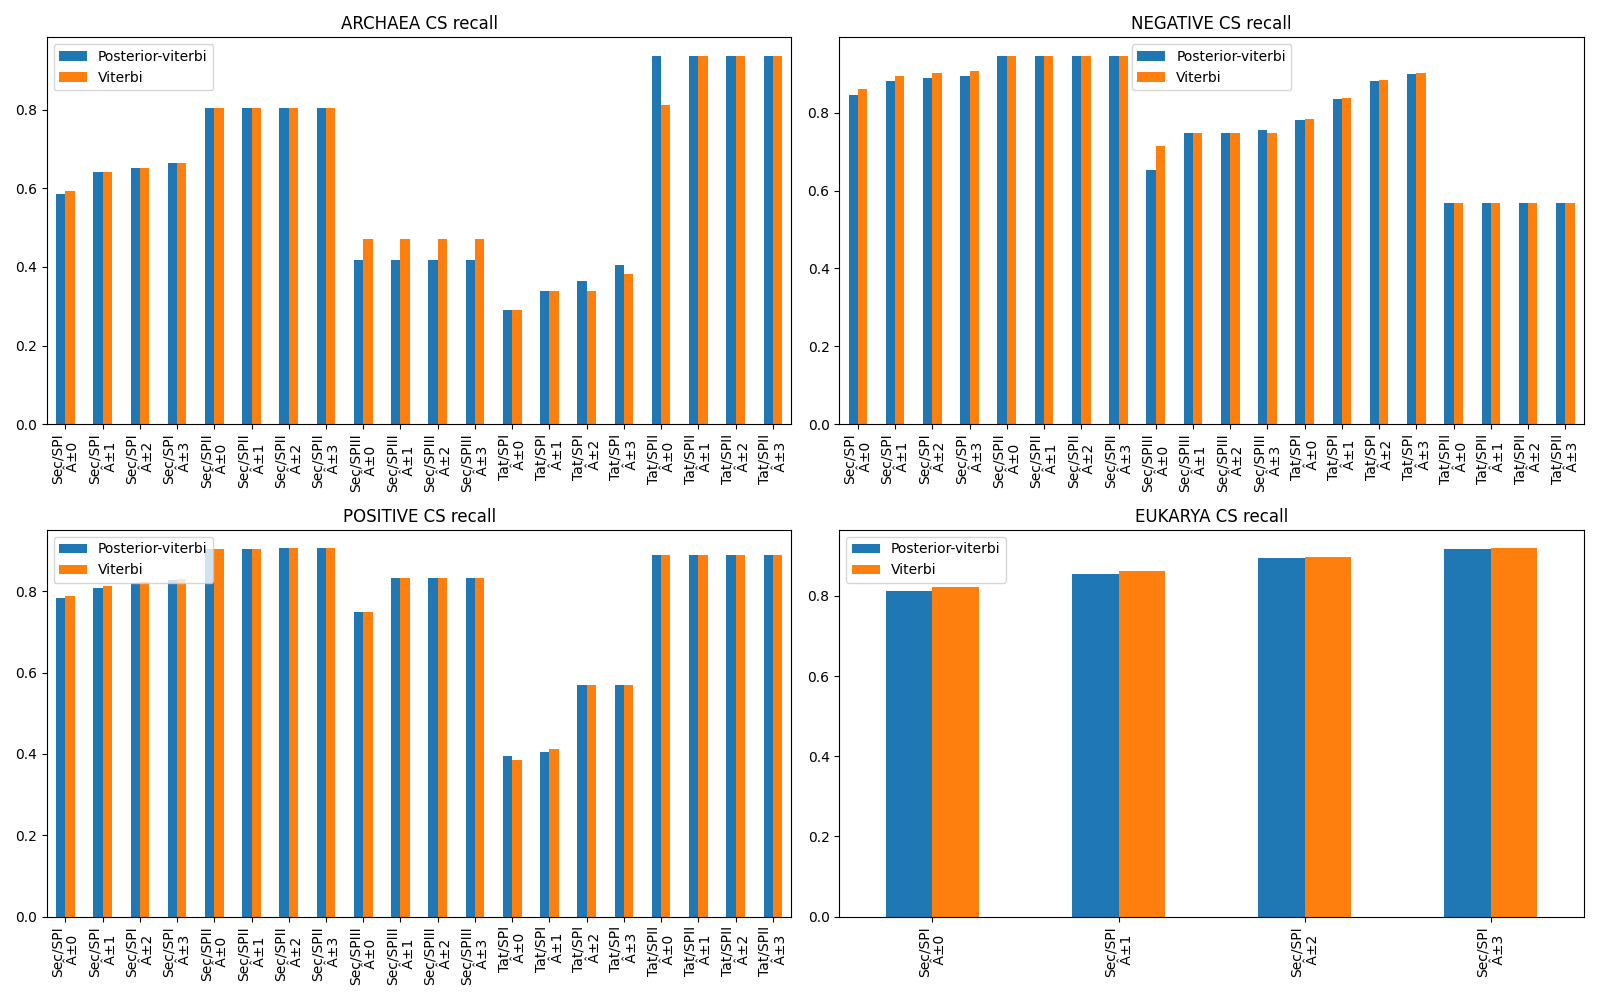 ARCHAEA CS recall
Posterior-viterbi
Viterbi
0.8
0.6
0.4
0.2
0.0
Sec/SPI
Â±0
Sec/SPI
Â±1
Sec/SPI
Â±2
Sec/SPI
Â±3
Sec/SPII
Â±0
Sec/SPII
Â±1
Sec/SPII
Â±2
Sec/SPII
Â±3
Sec/SPIII
Â±0
Sec/SPIII
Â±1
Sec/SPIII
Â±2
Sec/SPIII
Â±3
Tat/SPI
Â±0
Tat/SPI
Â±1
Tat/SPI
Â±2
Tat/SPI
Â±3
Tat/SPII
Â±0
Tat/SPII
Â±1
Tat/SPII
Â±2
Tat/SPII
Â±3
NEGATIVE CS recall
Posterior-viterbi
Viterbi
0.8
0.6
0.4
0.2
0.0
Sec/SPI
Â±0
Sec/SPI
Â±1
Sec/SPI
Â±2
Sec/SPI
Â±3
Sec/SPII
Â±0
Sec/SPII
Â±1
Sec/SPII
Â±2
Sec/SPII
Â±3
Sec/SPIII
Â±0
Sec/SPIII
Â±1
Sec/SPIII
Â±2
Sec/SPIII
Â±3
Tat/SPI
Â±0
Tat/SPI
Â±1
Tat/SPI
Â±2
Tat/SPI
Â±3
Tat/SPII
Â±0
Tat/SPII
Â±1
Tat/SPII
Â±2
Tat/SPII
Â±3
POSITIVE CS recall
Posterior-viterbi
Viterbi
0.8
0.6
0.4
0.2
0.0
Sec/SPI
Â±0
Sec/SPI
Â±1
Sec/SPI
Â±2
Sec/SPI
Â±3
Sec/SPII
Â±0
Sec/SPII
Â±1
Sec/SPII
Â±2
Sec/SPII
Â±3
Sec/SPIII
Â±0
Sec/SPIII
Â±1
Sec/SPIII
Â±2
Sec/SPIII
Â±3
Tat/SPI
Â±0
Tat/SPI
Â±1
Tat/SPI
Â±2
Tat/SPI
Â±3
Tat/SPII
Â±0
Tat/SPII
Â±1
Tat/SPII
Â±2
Tat/SPII
Â±3
EUKARYA CS recall
Posterior-viterbi
Viterbi
0.8
0.6
0.4
0.2
0.0
Sec/SPI
Â±0
Sec/SPI
Â±1
Sec/SPI
Â±2
Sec/SPI
Â±3